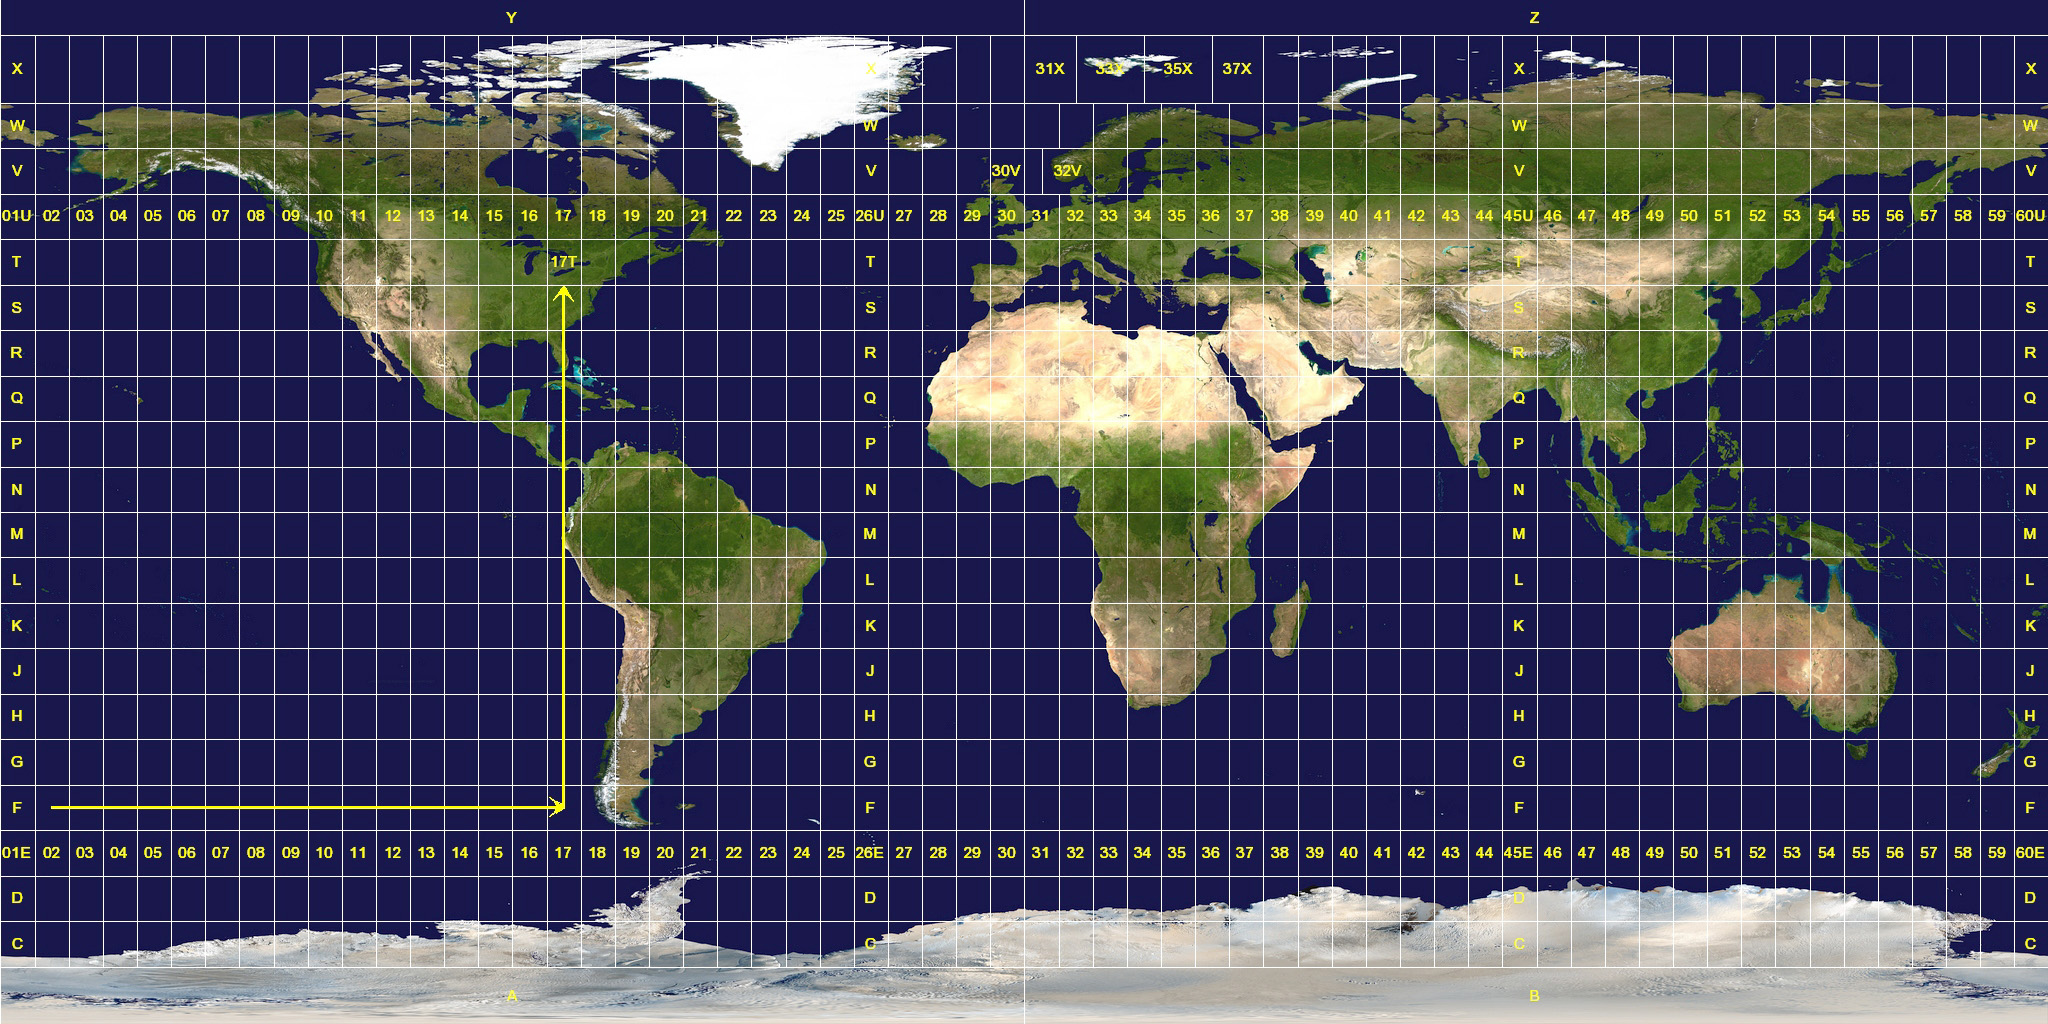 Y Z
X X 31X 33X 35X 37X X X
W W W W
V V 30V 32V V V
01U 02 03 04 05 06 07 08 09 10 11 12 13 14 15 16 17 18 19 20 21 22 23 24 25 26U 27 28 29 30 31 32 33 34 35 36 37 38 39 40 41 42 43 44 45U 46 47 48 49 50 51 52 53 54 55 56 57 58 59 60U
T 17T T T T
S S S S
R R R R
Q Q Q Q
P P P P
N N N N
M M M M
L L L L
K K K K
J J J J
H H H H
G G G G
F F F F
01E 02 03 04 05 06 07 08 09 10 11 12 13 14 15 16 17 18 19 20 21 22 23 24 25 26E 27 28 29 30 31 32 33 34 35 36 37 38 39 40 41 42 43 44 45E 46 47 48 49 50 51 52 53 54 55 56 57 58 59 60E
D D D D
C C C C
A B